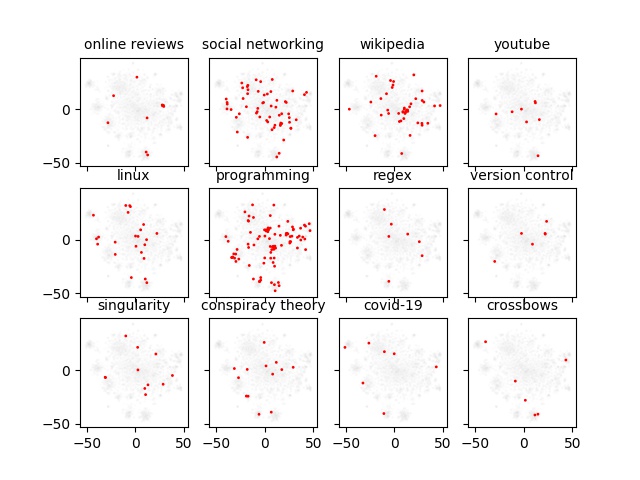 online reviews social networking wikipedia youtube
0
−50
linux programming regex version control
0
−50
singularity conspiracy theory covid-19 crossbows
0
−50
−50 0 50 −50 0 50 −50 0 50 −50 0 50